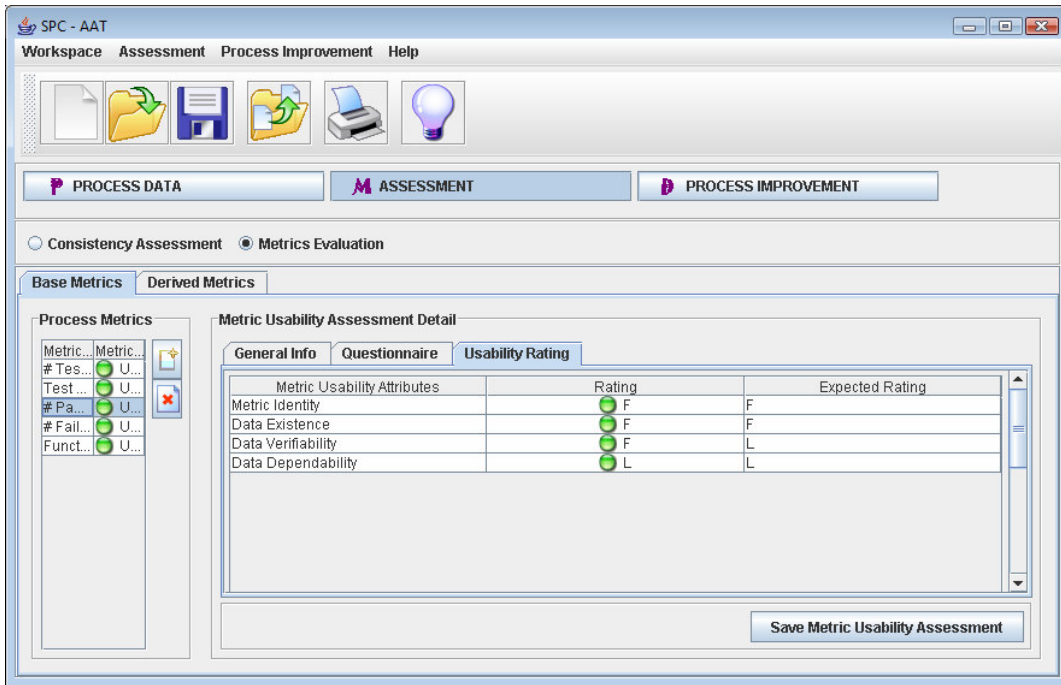 SPC - AAT
Workspace Assessment Process Improvement Help
P PROCESS DATA M ASSESSMENT PROCESS IMPROVEMENT
Consistency Assessment Metrics Evaluation
Base Metrics Derived Metrics
Process Metrics
Metric... Metric...
# Tes... U...
Test ... U...
# Pa... U...
# Fail... U...
Funct... U...
Metric Usability Assessment Detail
General Info Questionnaire Usability Rating
Metric Usability Attributes Rating Expected Rating
Metric Identity F F
Data Existence F F
Data Verifiability F L
Data Dependability L L
Save Metric Usability Assessment